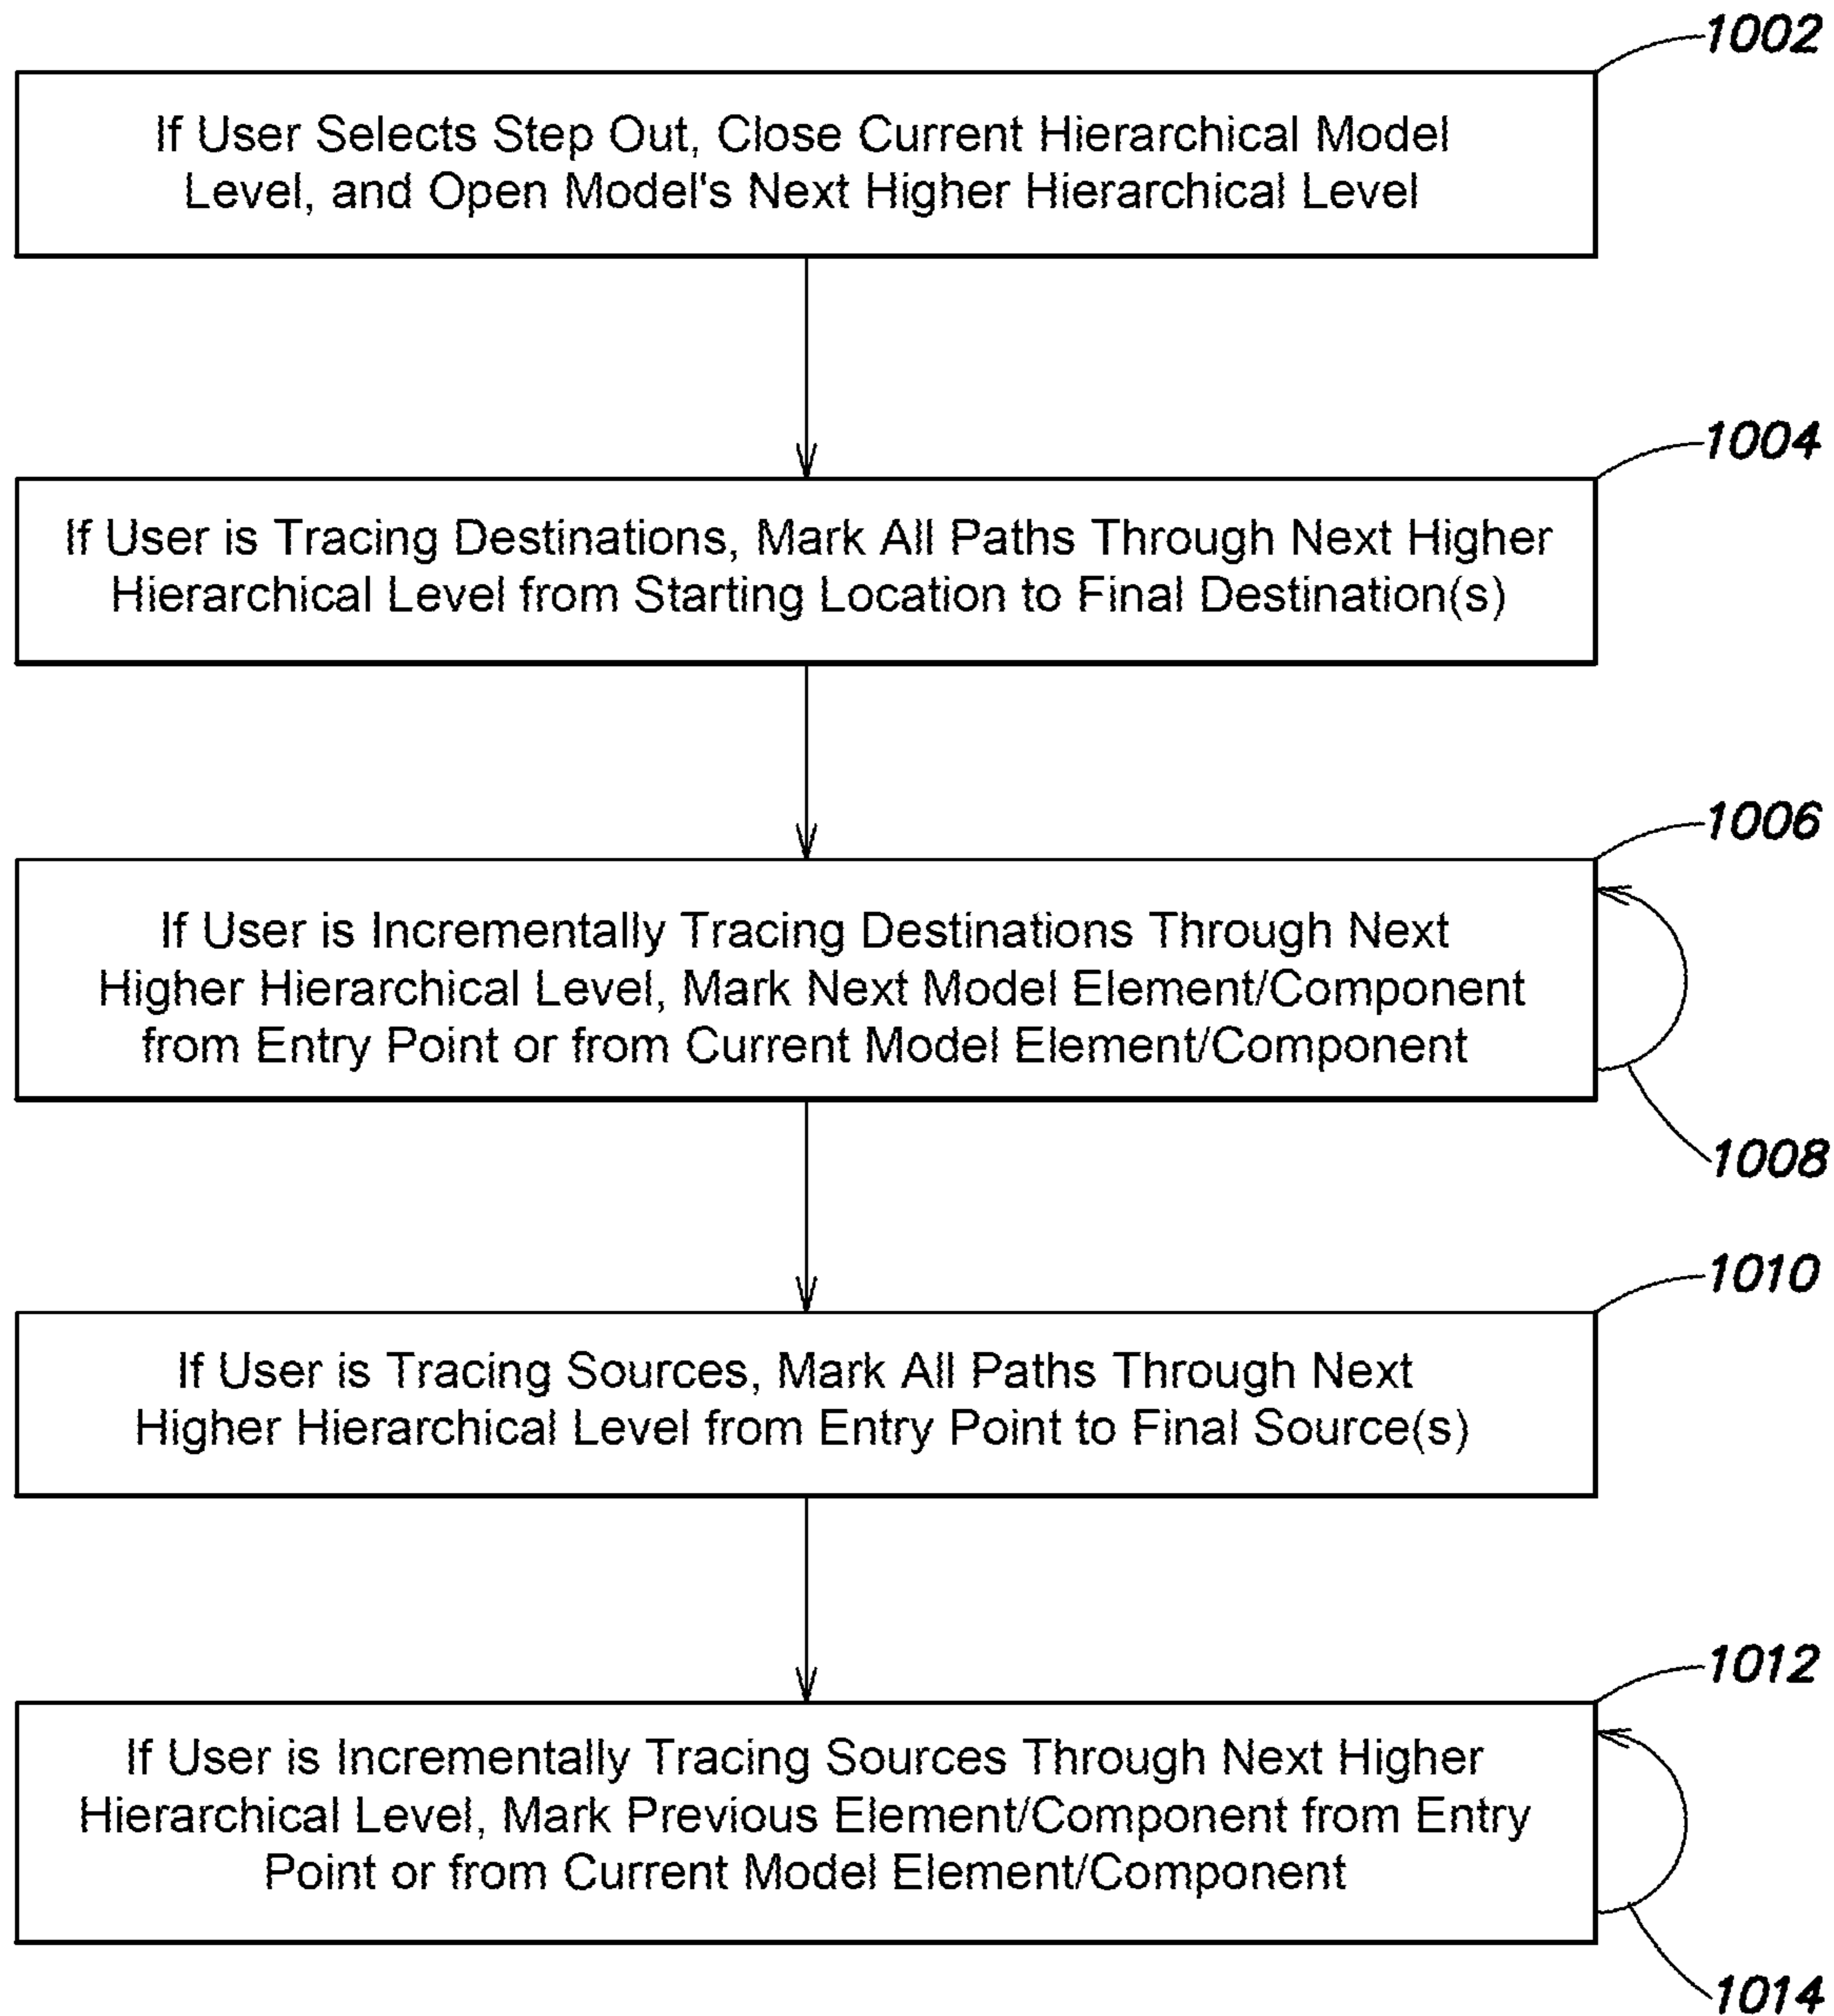 1002
If User Selects Step Out, Close Current Hierarchical Model
Level, and Open Model's Next Higher Hierarchical Level
1004
If User is Tracing Destinations, Mark All Paths Through Next Higher
Hierarchical Level from Starting Location to Final Destination(s)
1006
If User is Incrementally Tracing Destinations Through Next
Higher Hierarchical Level, Mark Next Model Element/Component
from Entry Point or from Current Model Element/Component
1008
1010
If User is Tracing Sources, Mark All Paths Through Next
Higher Hierarchical Level from Entry Point to Final Source(s)
1012
If User is Incrementally Tracing Sources Through Next Higher
Hierarchical Level, Mark Previous Element/Component from Entry
Point or from Current Model Element/Component
1014